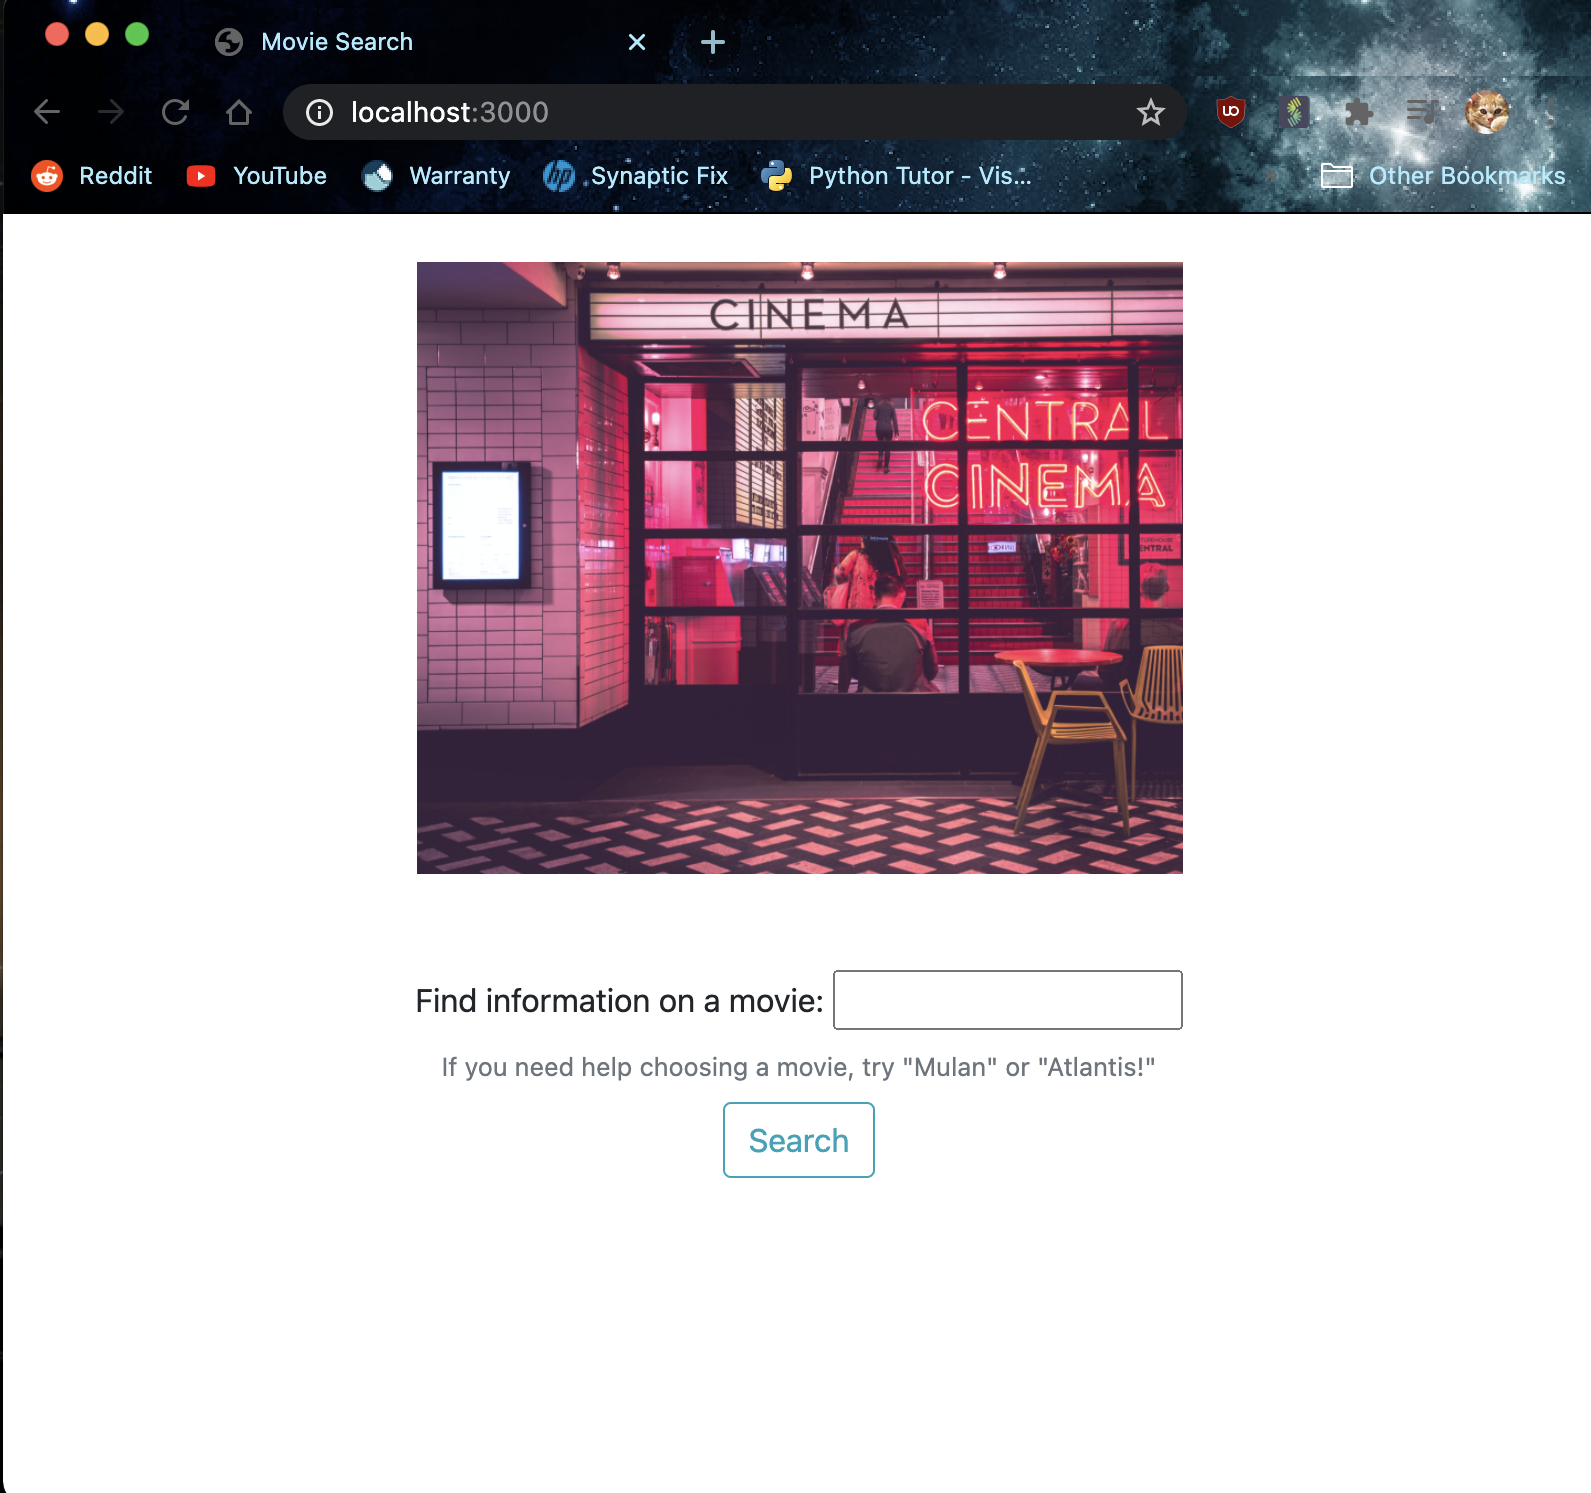 Movie Search
localhost:3000
Reddit YouTube Warranty Synaptic Fix Python Tutor - Vis... Other Bookmarks
CINEMA
CENTRAL
CINEMA
ENTRAL
Find information on a movie:
If you need help choosing a movie, try "Mulan" or "Atlantis!"
Search